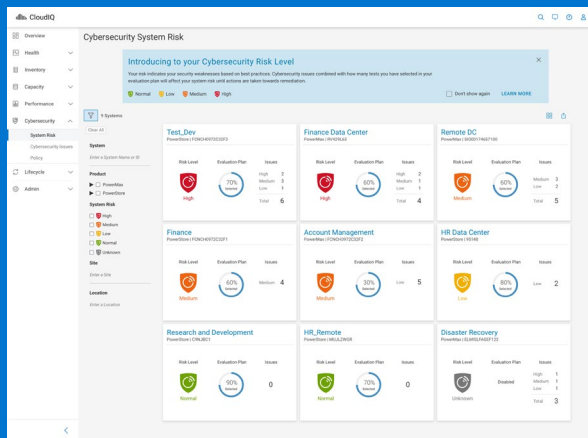 CloudIQ
Overview
Health
Inventory
Capacity
Performance
Cybersecurity
System Risk
Cybersecurity Issues
Policy
Lifecycle
Admin
Cybersecurity System Risk
Introducing to your Cybersecurity Risk Level
Your risk indicates your security weaknesses based on best practices. Cybersecurity issues combined with how many tests you have selected in your
evaluation plan will affect your system risk until actions are taken towards remediation.
Normal Low Medium High
Don't show again LEARN MORE
9 Systems
Clear All
System
Enter a System Name or ID
Product
PowerMax
PowerStore
System Risk
High
Medium
Low
Normal
Unknown
Site
Enter a Site
Location
Enter a Location
Test_Dev
Risk Level Evaluation Plan Issues
High
70%
Selected
High 2
Medium 3
Low 1
Total 6
Finance Data Center
Risk Level Evaluation Plan Issues
High
60%
Selected
High 2
Medium 1
Low 1
Total 4
Remote DC
Risk Level Evaluation Plan Issues
Medium
60%
Selected
Medium 3
Low 2
Total 5
Finance
Risk Level Evaluation Plan Issues
Medium
60%
Selected
Medium 4
Account Management
Risk Level Evaluation Plan Issues
Medium
30%
Selected
Low 5
HR Data Center
Risk Level Evaluation Plan Issues
Low
80%
Selected
Low 2
Research and Development
Risk Level Evaluation Plan Issues
Normal
90%
Selected
0
HR_Remote
Risk Level Evaluation Plan Issues
Normal
70%
Selected
0
Disaster Recovery
Risk Level Evaluation Plan Issues
Unknown
Disabled
High 1
Medium 1
Low 1
Total 3